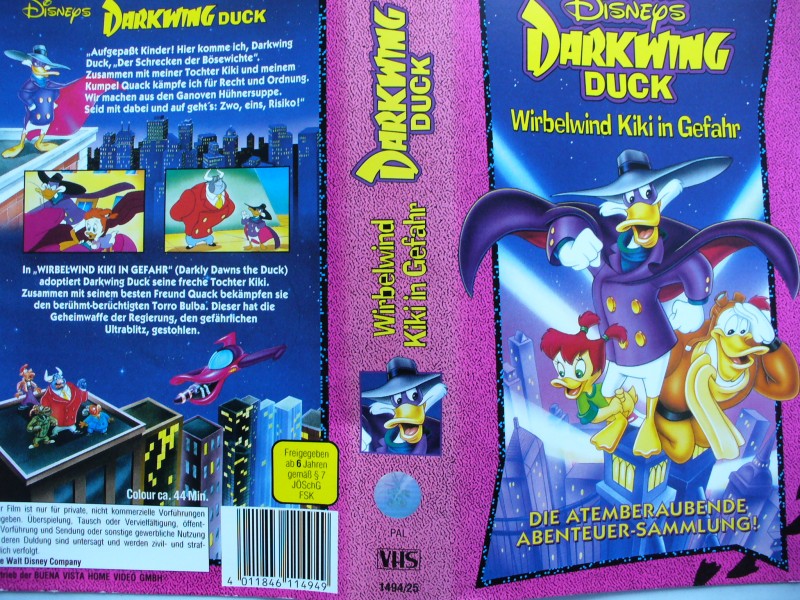 DISNEYS
DARKWING
DUCK
„Aufgepaßt Kinder! Hier komme ich, Darkwing
Duck, „Der Schrecken der Bösewichte".
Zusammen mit meiner Tochter Kiki und meinem
Kumpel Quack kämpfe ich für Recht und Ordnung.
Wir machen aus den Ganoven Hühnersuppe.
Seid mit dabei und auf geht's: Zwo, eins, Risiko!"
In „WIRBELWIND KIKI IN GEFAHR" (Darkly Dawns the Duck)
adoptiert Darkwing Duck seine freche Tochter Kiki.
Zusammen mit seinem besten Freund Quack bekämpfen sie
den berühmt-berüchtigten Torro Bulba. Dieser hat die
Geheimwaffe der Regierung, den gefährlichen
Ultrablitz, gestohlen.
Colour ca. 44 Min.
Freigegeben
ab 6 Jahren
gemäß § 7
JÖSchG
FSK
Film ist nur für private, nicht kommerzielle Vorführungen
geben. Überspielung, Tausch oder Vervielfältigung, öffent-
Vorführung und Sendung oder sonstige gewerbliche Nutzung
deren Duldung sind untersagt und werden zivil- und straf-
lich verfolgt.
Walt Disney Company
trieb der BUENA VISTA HOME VIDEO GMBH
4 011846 114949
DARKWING
DUCK
Wirbelwind
Kiki in Gefahr
PAL
VHS
1494/25
DISNEYS
DARKWING
DUCK
Wirbelwind Kiki in Gefahr
DIE ATEMBERAUBENDE
ABENTEUER-SAMMLUNG!